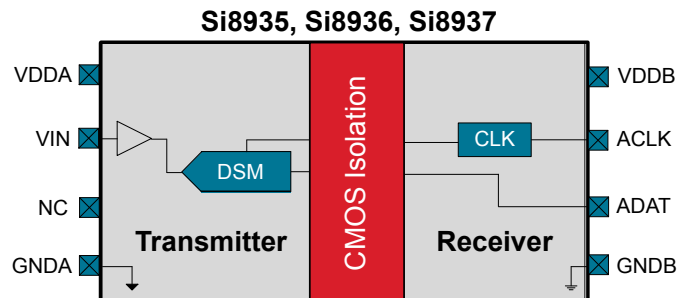 Si8935, Si8936, Si8937
VDDA
VDDB
VIN
CLK
ACLK
DSM
CMOS Isolation
NC
ADAT
Transmitter
Receiver
GNDA
GNDB